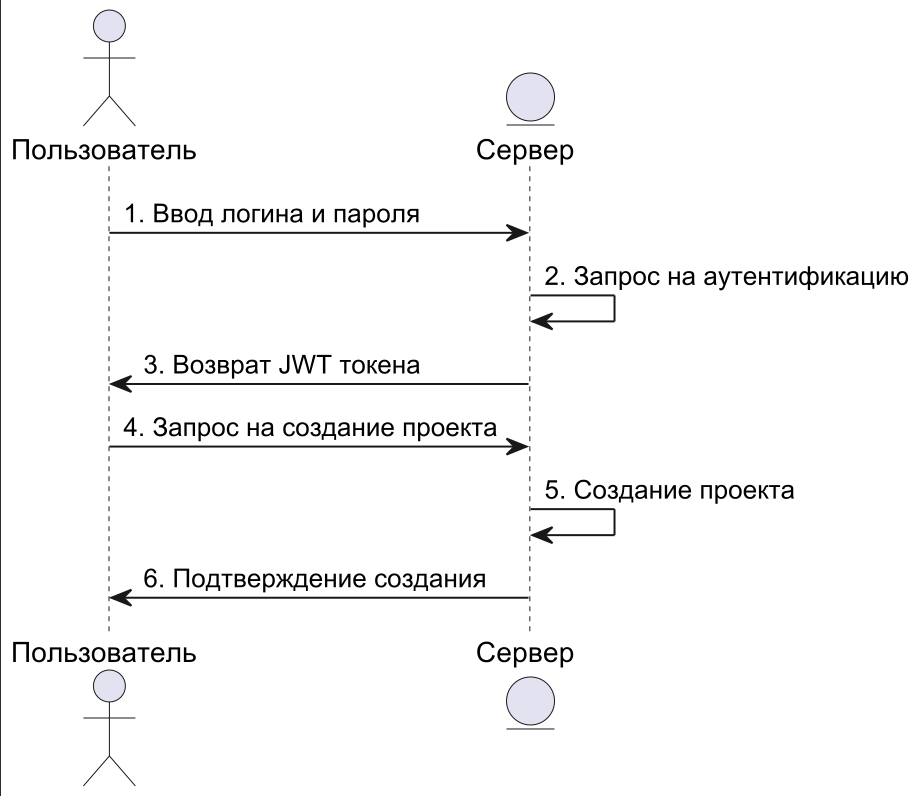 Пользователь
Сервер
1. Ввод логина и пароля
2. Запрос на аутентификацию
3. Возврат JWT токена
4. Запрос на создание проекта
5. Создание проекта
6. Подтверждение создания
Пользователь
Сервер